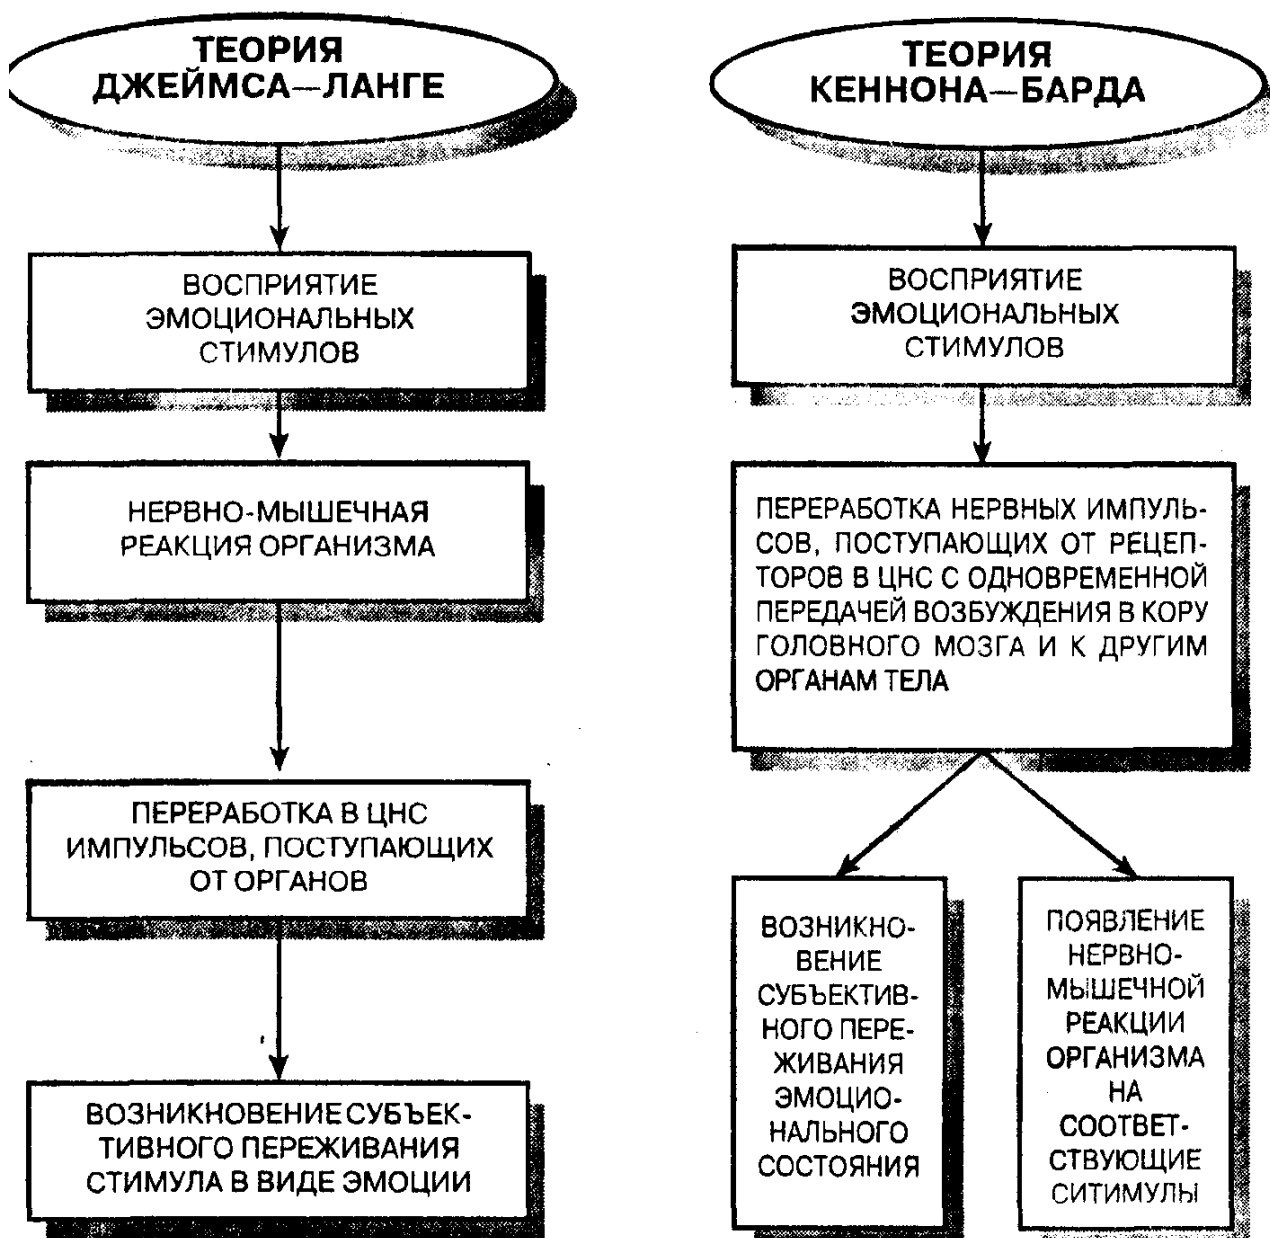 ТЕОРИЯ
ДЖЕЙМСА—ЛАНГЕ
ВОСПРИЯТИЕ
ЭМОЦИОНАЛЬНЫХ
СТИМУЛОВ
НЕРВНО-МЫШЕЧНАЯ
РЕАКЦИЯ ОРГАНИЗМА
ПЕРЕРАБОТКА В ЦНС
ИМПУЛЬСОВ, ПОСТУПАЮЩИХ
ОТ ОРГАНОВ
ВОЗНИКНОВЕНИЕ СУБЪЕК-
ТИВНОГО ПЕРЕЖИВАНИЯ
СТИМУЛА В ВИДЕ ЭМОЦИИ
ТЕОРИЯ
КЕННОНА—БАРДА
ВОСПРИЯТИЕ
ЭМОЦИОНАЛЬНЫХ
СТИМУЛОВ
ПЕРЕРАБОТКА НЕРВНЫХ ИМПУЛЬ-
СОВ, ПОСТУПАЮЩИХ ОТ РЕЦЕП-
ТОРОВ В ЦНС С ОДНОВРЕМЕННОЙ
ПЕРЕДАЧЕЙ ВОЗБУЖДЕНИЯ В КОРУ
ГОЛОВНОГО МОЗГА И К ДРУГИМ
ОРГАНАМ ТЕЛА
ВОЗНИКНО-
ВЕНИЕ
СУБЪЕКТИВ-
НОГО ПЕРЕ-
ЖИВАНИЯ
ЭМОЦИО-
НАЛЬНОГО
СОСТОЯНИЯ
ПОЯВЛЕНИЕ
НЕРВНО-
МЫШЕЧНОЙ
РЕАКЦИИ
ОРГАНИЗМА
НА
СООТВЕТ-
СТВУЮЩИЕ
СИТИМУЛЫ